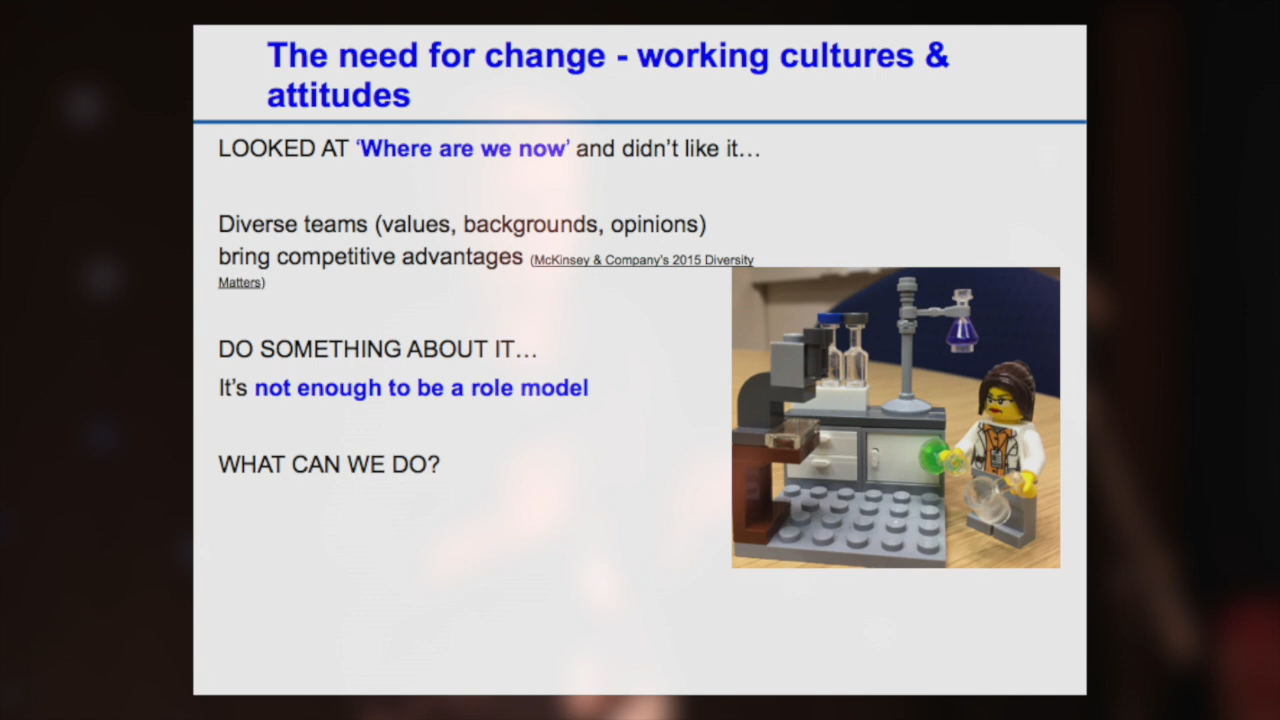 The need for change - working cultures &
attitudes
LOOKED AT ‘Where are we now’ and didn’t like it…
Diverse teams (values, backgrounds, opinions)
bring competitive advantages (McKinsey & Company’s 2015 Diversity
Matters)
DO SOMETHING ABOUT IT…
It’s not enough to be a role model
WHAT CAN WE DO?